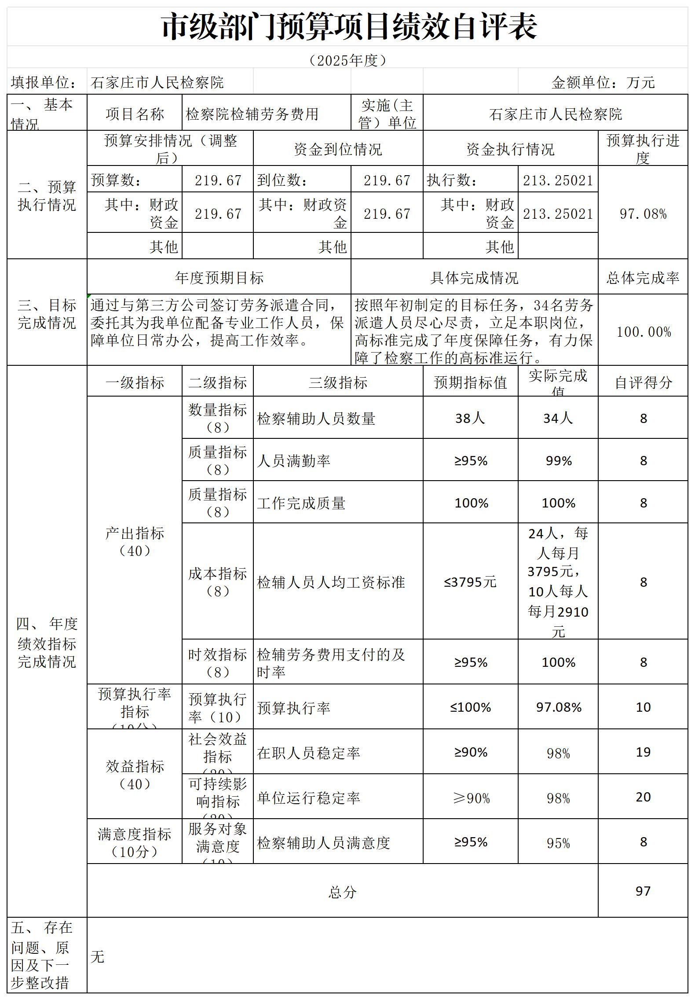 市级部门预算项目绩效自评表
（2025年度）
填报单位：
石家庄市人民检察院
金额单位：万元
一、 基本
情况
项目名称
检察院检辅劳务费用
实施(主
管）单位
石家庄市人民检察院
二、预算
执行情况
预算安排情况（调整
后）
资金到位情况
资金执行情况
预算执行进
度
预算数：
219.67
到位数：
219.67
执行数：
213.25021
97.08%
其中：财政
资金
219.67
其中：财政资
金
219.67
其中：财政
资金
213.25021
其他
其他
其他
三、目标
完成情况
年度预期目标
具体完成情况
总体完成率
通过与第三方公司签订劳务派遣合同，
委托其为我单位配备专业工作人员，保
障单位日常办公，提高工作效率。
按照年初制定的目标任务，34名劳务
派遣人员尽心尽责，立足本职岗位，
高标准完成了年度保障任务，有力保
障了检察工作的高标准运行。
100.00%
四、 年度
绩效指标
完成情况
一级指标
二级指标
三级指标
预期指标值
实际完成
值
自评得分
产出指标
（40）
数量指标
（8）
检察辅助人员数量
38人
34人
8
质量指标
（8）
人员满勤率
≥95%
99%
8
质量指标
（8）
工作完成质量
100%
100%
8
成本指标
（8）
检辅人员人均工资标准
≤3795元
24人，每
人每月
3795元，
10人每人
每月2910
元
8
时效指标
（8）
检辅劳务费用支付的及
时率
≥95%
100%
8
预算执行率
指标
（10分）
预算执行
率（10）
预算执行率
≤100%
97.08%
10
效益指标
（40）
社会效益
指标
（20）
在职人员稳定率
≥90%
98%
19
可持续影
响指标
（20）
单位运行稳定率
≥90%
98%
20
满意度指标
（10分）
服务对象
满意度
（10）
检察辅助人员满意度
≥95%
95%
8
总分
97
五、 存在
问题、原
因及下一
步整改措
无